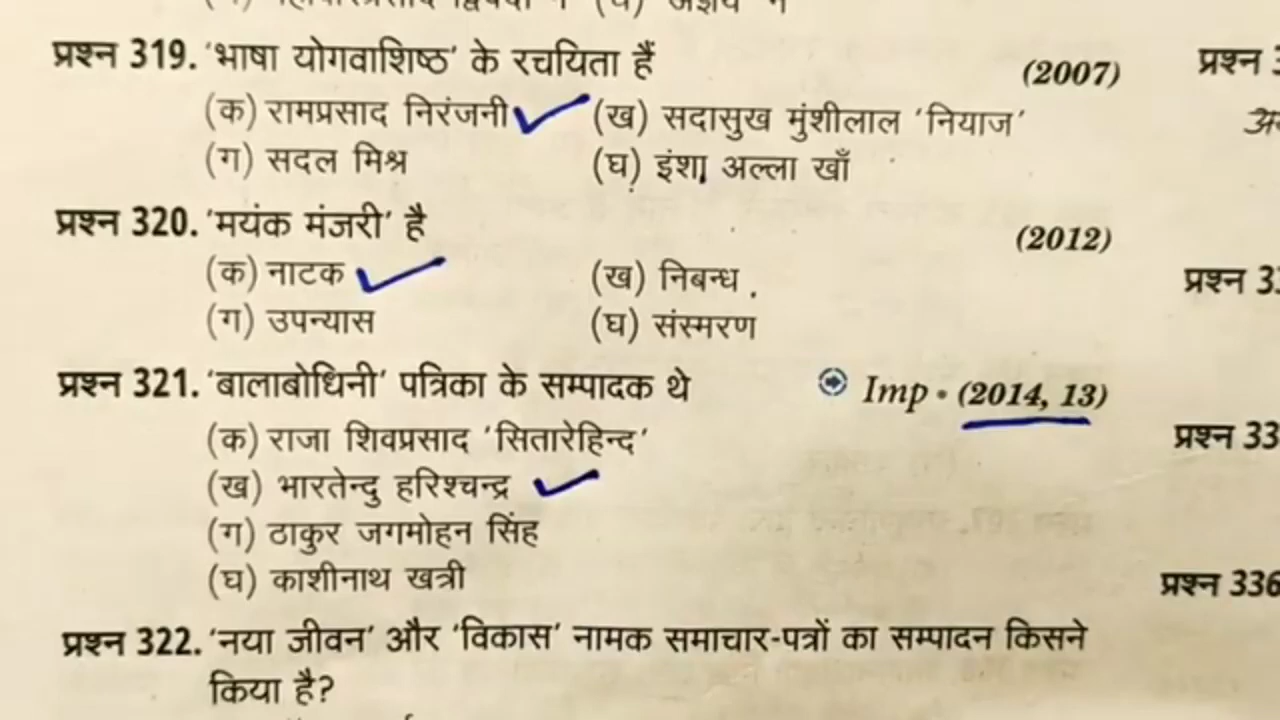 प्रश्न 319. 'भाषा योगवाशिष्ठ' के रचयिता हैं (2007)
(क) रामप्रसाद निरंजनी (ख) सदासुख मुंशीलाल 'नियाज'
(ग) सदल मिश्र (घ) इंशा अल्ला खाँ
प्रश्न 320. 'मयंक मंजरी' है (2012)
(क) नाटक (ख) निबन्ध
(ग) उपन्यास (घ) संस्मरण
प्रश्न 321. 'बालाबोधिनी' पत्रिका के सम्पादक थे Imp • (2014, 13)
(क) राजा शिवप्रसाद 'सितारेहिन्द'
(ख) भारतेन्दु हरिश्चन्द्र
(ग) ठाकुर जगमोहन सिंह
(घ) काशीनाथ खत्री
प्रश्न 322. 'नया जीवन' और 'विकास' नामक समाचार-पत्रों का सम्पादन किसने
किया है?
प्रश्न
प्रश्न
प्रश्न
प्रश्न 336